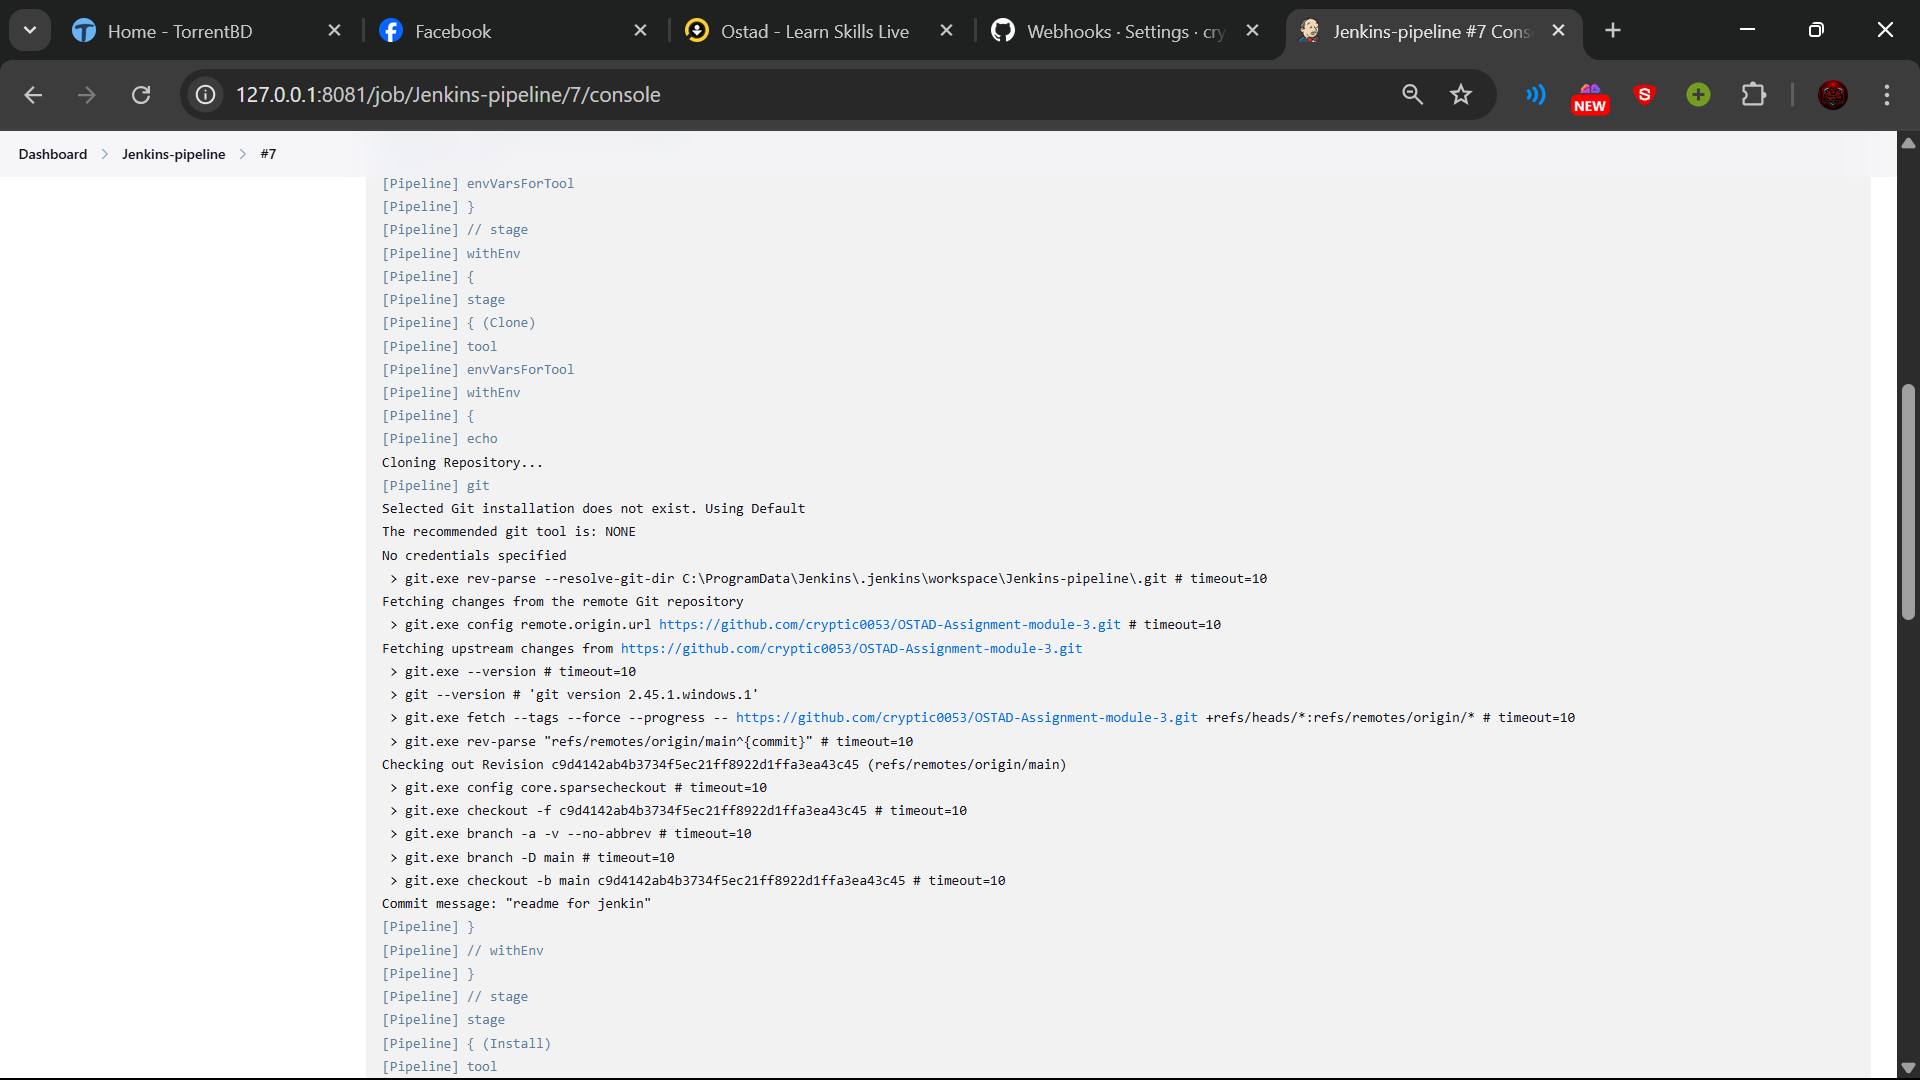 Home - TorrentBD
Facebook
Ostad - Learn Skills Live
Webhooks · Settings · cry
Jenkins-pipeline #7 Cons
127.0.0.1:8081/job/Jenkins-pipeline/7/console
NEW
S
Dashboard > Jenkins-pipeline > #7
[Pipeline] envVarsForTool
[Pipeline] }
[Pipeline] // stage
[Pipeline] withEnv
[Pipeline] {
[Pipeline] stage
[Pipeline] { (Clone)
[Pipeline] tool
[Pipeline] envVarsForTool
[Pipeline] withEnv
[Pipeline] {
[Pipeline] echo
Cloning Repository...
[Pipeline] git
Selected Git installation does not exist. Using Default
The recommended git tool is: NONE
No credentials specified
 > git.exe rev-parse --resolve-git-dir C:\ProgramData\Jenkins\.jenkins\workspace\Jenkins-pipeline\.git # timeout=10
Fetching changes from the remote Git repository
 > git.exe config remote.origin.url https://github.com/cryptic0053/OSTAD-Assignment-module-3.git # timeout=10
Fetching upstream changes from https://github.com/cryptic0053/OSTAD-Assignment-module-3.git
 > git.exe --version # timeout=10
 > git --version # 'git version 2.45.1.windows.1'
 > git.exe fetch --tags --force --progress -- https://github.com/cryptic0053/OSTAD-Assignment-module-3.git +refs/heads/*:refs/remotes/origin/* # timeout=10
 > git.exe rev-parse "refs/remotes/origin/main^{commit}" # timeout=10
Checking out Revision c9d4142ab4b3734f5ec21ff8922d1ffa3ea43c45 (refs/remotes/origin/main)
 > git.exe config core.sparsecheckout # timeout=10
 > git.exe checkout -f c9d4142ab4b3734f5ec21ff8922d1ffa3ea43c45 # timeout=10
 > git.exe branch -a -v --no-abbrev # timeout=10
 > git.exe branch -D main # timeout=10
 > git.exe checkout -b main c9d4142ab4b3734f5ec21ff8922d1ffa3ea43c45 # timeout=10
Commit message: "readme for jenkin"
[Pipeline] }
[Pipeline] // withEnv
[Pipeline] }
[Pipeline] // stage
[Pipeline] stage
[Pipeline] { (Install)
[Pipeline] tool